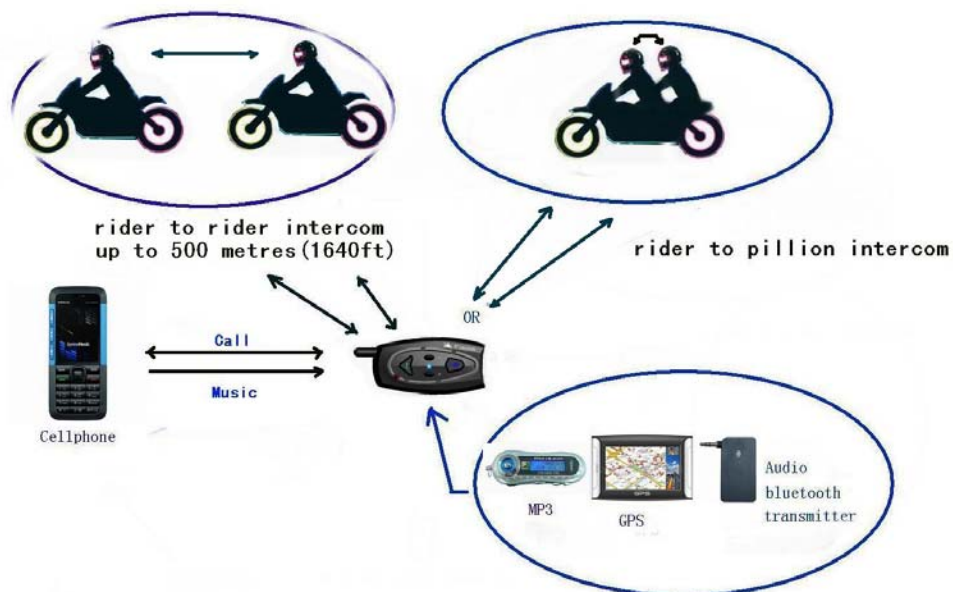 rider to rider intercom
up to 500 metres(1640ft)
rider to pillion intercom
OR
Call
Music
Cellphone
MP3
GPS
GPS
Audio
bluetooth
transmitter